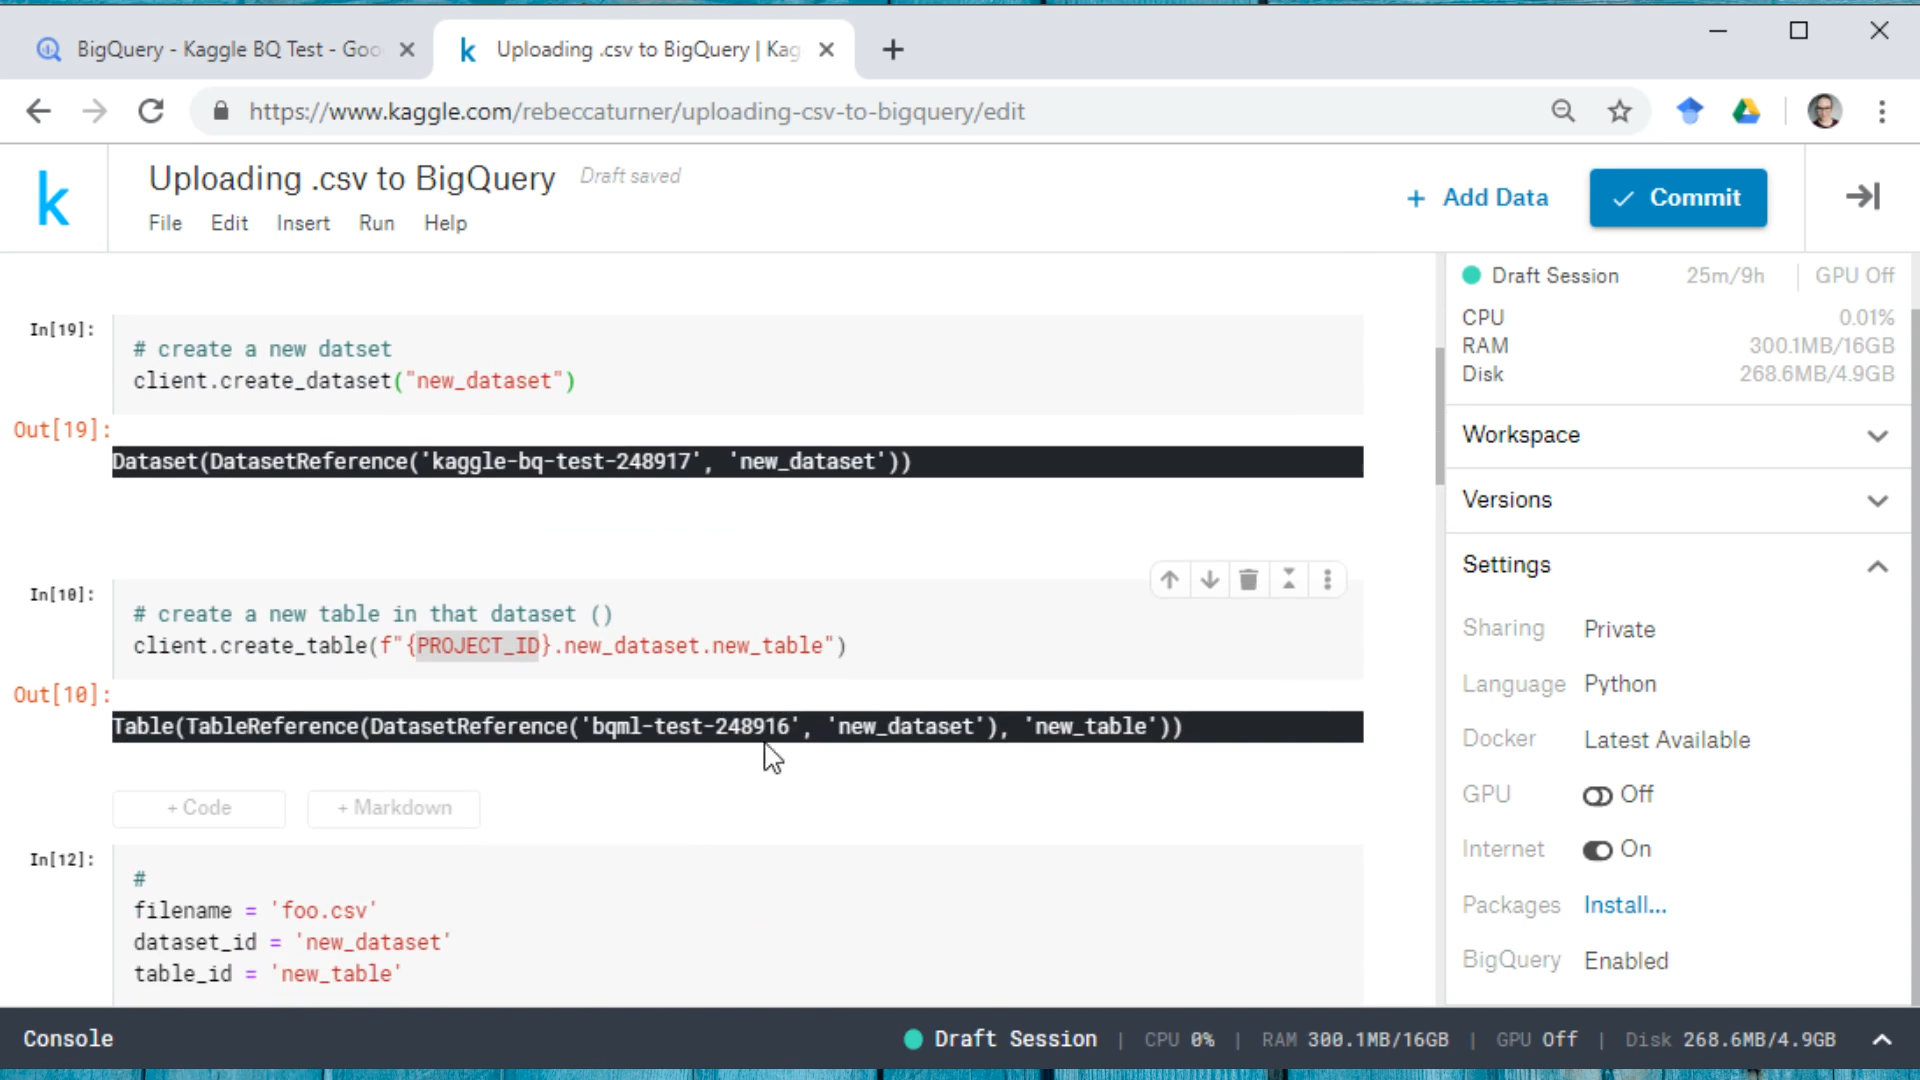 BigQuery - Kaggle BQ Test - Goo
Uploading .csv to BigQuery | Kag
https://www.kaggle.com/rebeccaturner/uploading-csv-to-bigquery/edit
k
Uploading .csv to BigQuery
Draft saved
+ Add Data
Commit
File Edit Insert Run Help
In[19]:
# create a new datset
client.create_dataset("new_dataset")
Out[19]:
Dataset(DatasetReference('kaggle-bq-test-248917', 'new_dataset'))
In[10]:
# create a new table in that dataset ()
client.create_table(f"{PROJECT_ID}.new_dataset.new_table")
Out[10]:
Table(TableReference(DatasetReference('bqml-test-248916', 'new_dataset'), 'new_table'))
+ Code + Markdown
In[12]:
#
filename = 'foo.csv'
dataset_id = 'new_dataset'
table_id = 'new_table'
Draft Session 25m/9h | GPU Off
CPU 0.01%
RAM 300.1MB/16GB
Disk 268.6MB/4.9GB
Workspace
Versions
Settings
Sharing Private
Language Python
Docker Latest Available
GPU Off
Internet On
Packages Install...
BigQuery Enabled
Console
Draft Session | CPU 0% | RAM 300.1MB/16GB | GPU Off | Disk 268.6MB/4.9GB